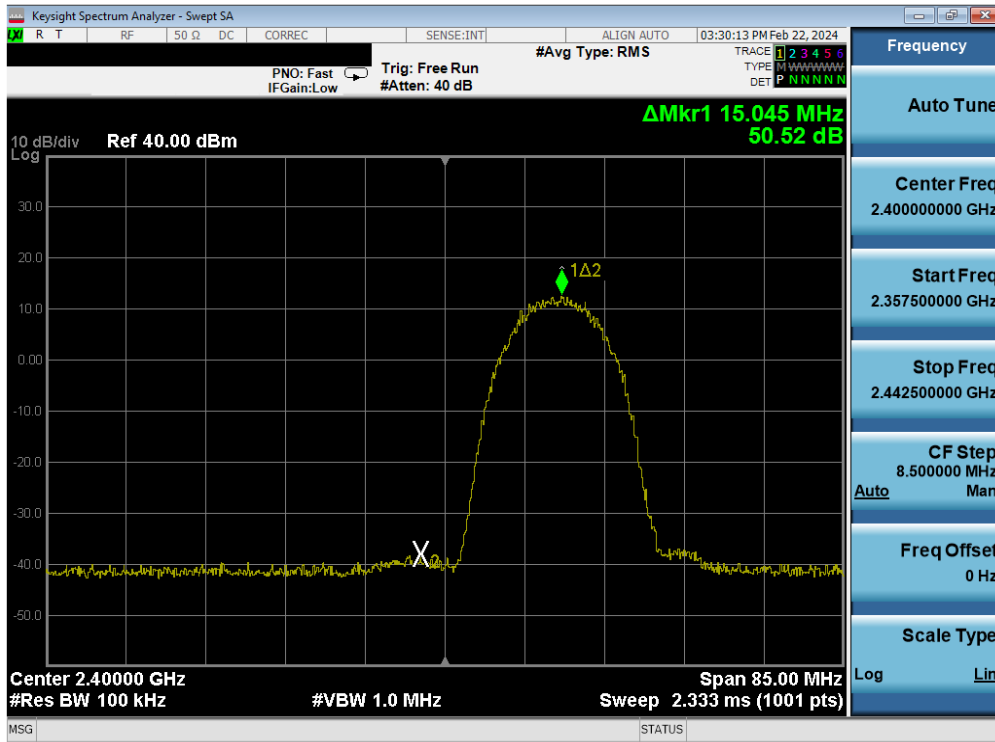 Keysight Spectrum Analyzer - Swept SA
LXI R T RF 50 Ω DC CORREC SENSE:INT ALIGN AUTO 03:30:13 PM Feb 22, 2024
Frequency
#Avg Type: RMS
TRACE 1 2 3 4 5 6
PNO: Fast Trig: Free Run
TYPE M W W W W W
IFGain:Low #Atten: 40 dB
DET P N N N N N
Auto Tune
ΔMkr1 15.045 MHz
50.52 dB
10 dB/div Ref 40.00 dBm
Log
Center Freq
2.400000000 GHz
30.0
20.0
10.0
0.00
-10.0
-20.0
-30.0
-40.0
-50.0
1Δ2
X2
Start Freq
2.357500000 GHz
Stop Freq
2.442500000 GHz
CF Step
8.500000 MHz
Auto Man
Freq Offset
0 Hz
Scale Type
Log Lin
Center 2.40000 GHz Span 85.00 MHz
#Res BW 100 kHz #VBW 1.0 MHz Sweep 2.333 ms (1001 pts)
MSG STATUS